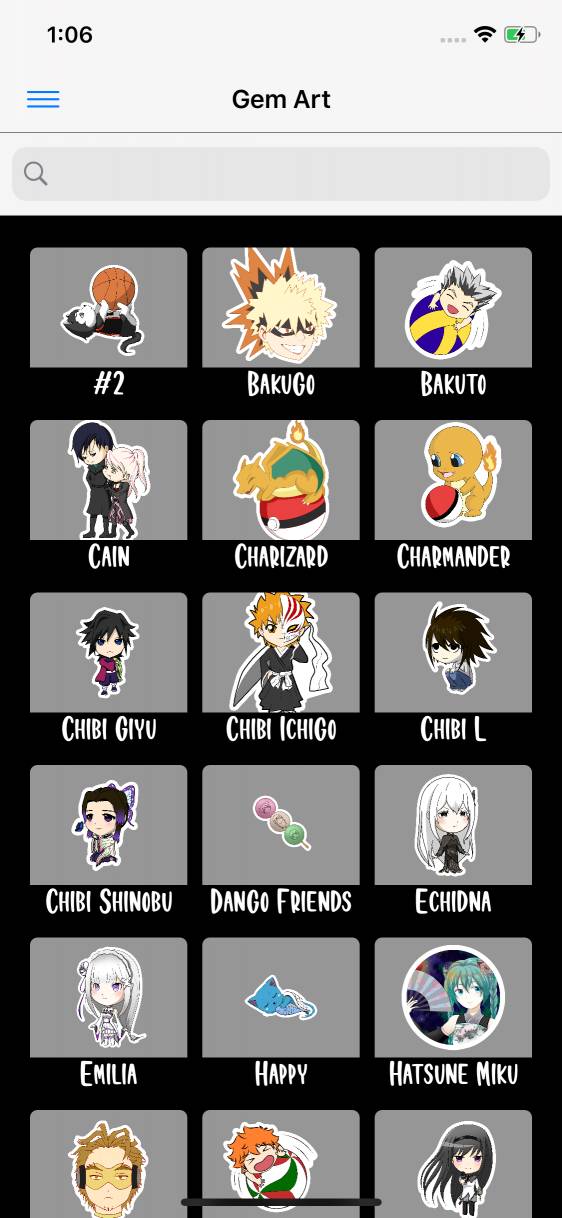 1:06
Gem Art
#2
BakuGo
Bakuto
Cain
Charizard
Charmander
Chibi Giyu
Chibi Ichigo
Chibi L
Chibi Shinobu
Dango Friends
Echidna
Emilia
Happy
Hatsune Miku